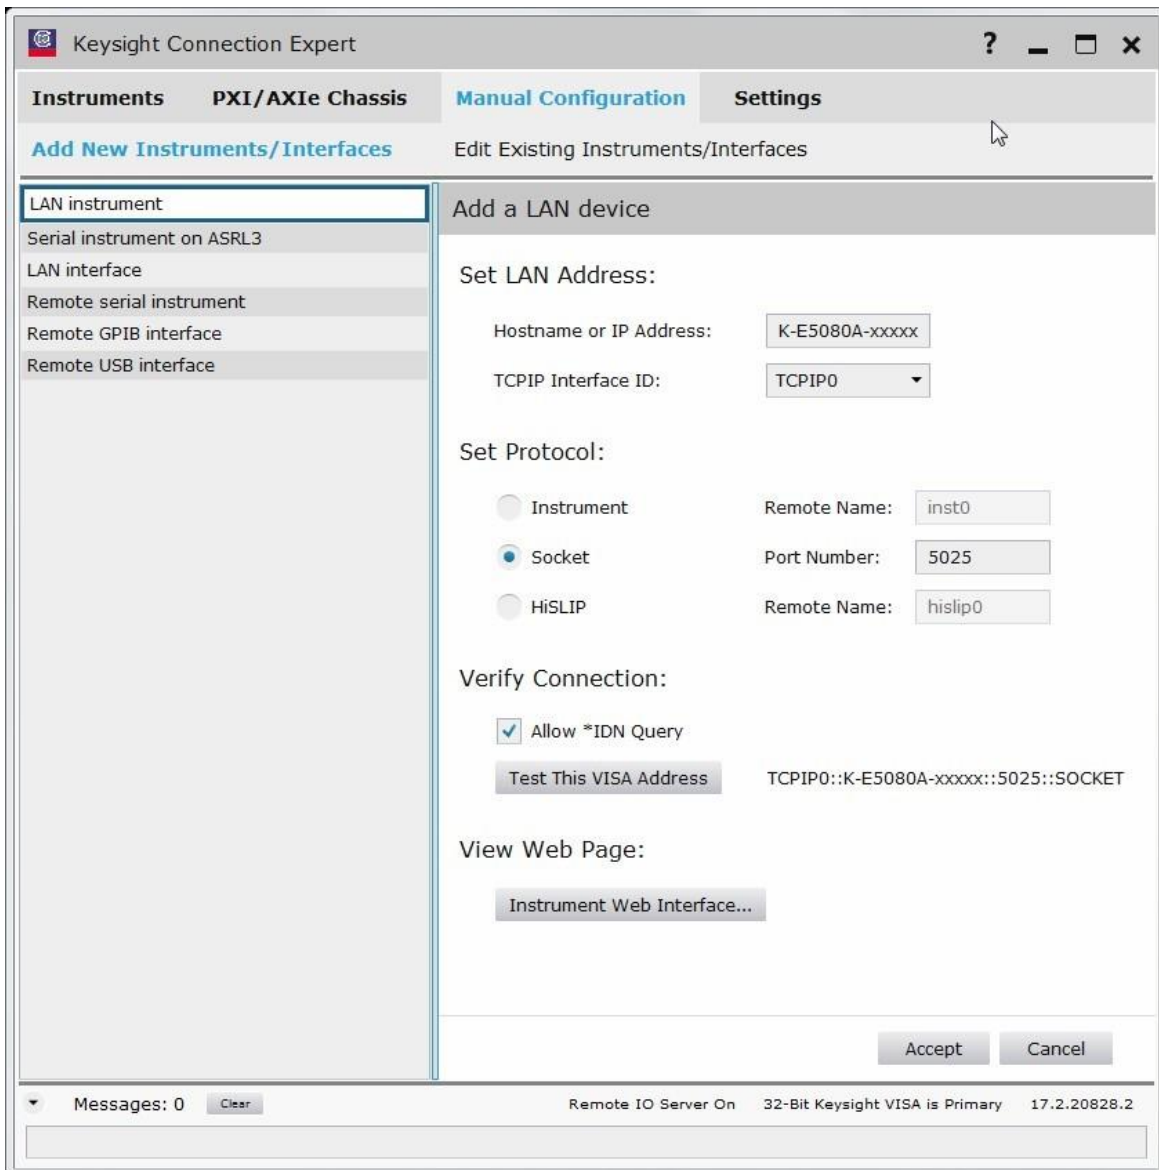 Keysight Connection Expert
Instruments PXI/AXIe Chassis Manual Configuration Settings
Add New Instruments/Interfaces Edit Existing Instruments/Interfaces
LAN instrument
Serial instrument on ASRL3
LAN interface
Remote serial instrument
Remote GPIB interface
Remote USB interface
Add a LAN device
Set LAN Address:
Hostname or IP Address: K-E5080A-xxxxx
TCPIP Interface ID: TCPIP0
Set Protocol:
Instrument Remote Name: inst0
Socket Port Number: 5025
HiSLIP Remote Name: hislip0
Verify Connection:
Allow *IDN Query
Test This VISA Address TCPIP0::K-E5080A-xxxxx::5025::SOCKET
View Web Page:
Instrument Web Interface...
Accept Cancel
Messages: 0 Clear Remote IO Server On 32-Bit Keysight VISA is Primary 17.2.20828.2